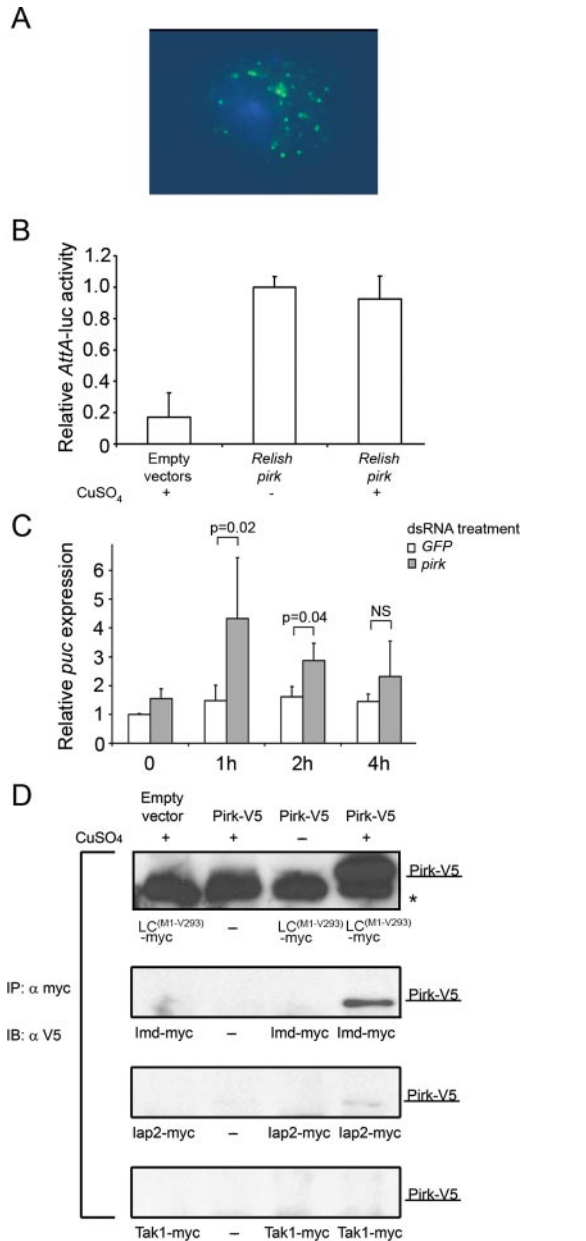 A
B
Relative AttA-luc activity
1.2
1.0
0.8
0.6
0.4
0.2
0
Empty vectors
Relish pirk
Relish pirk
CuSO4 + - +
C
dsRNA treatment
GFP
pirk
Relative puc expression
6
5
4
3
2
1
0
p=0.02
p=0.04
NS
0 1h 2h 4h
D
Empty vector
Pirk-V5 Pirk-V5 Pirk-V5
CuSO4 + + – +
Pirk-V5
*
LC(M1-V293)-myc – LC(M1-V293)-myc LC(M1-V293)-myc
IP: α myc
IB: α V5
Pirk-V5
Imd-myc – Imd-myc Imd-myc
Pirk-V5
Iap2-myc – Iap2-myc Iap2-myc
Pirk-V5
Tak1-myc – Tak1-myc Tak1-myc